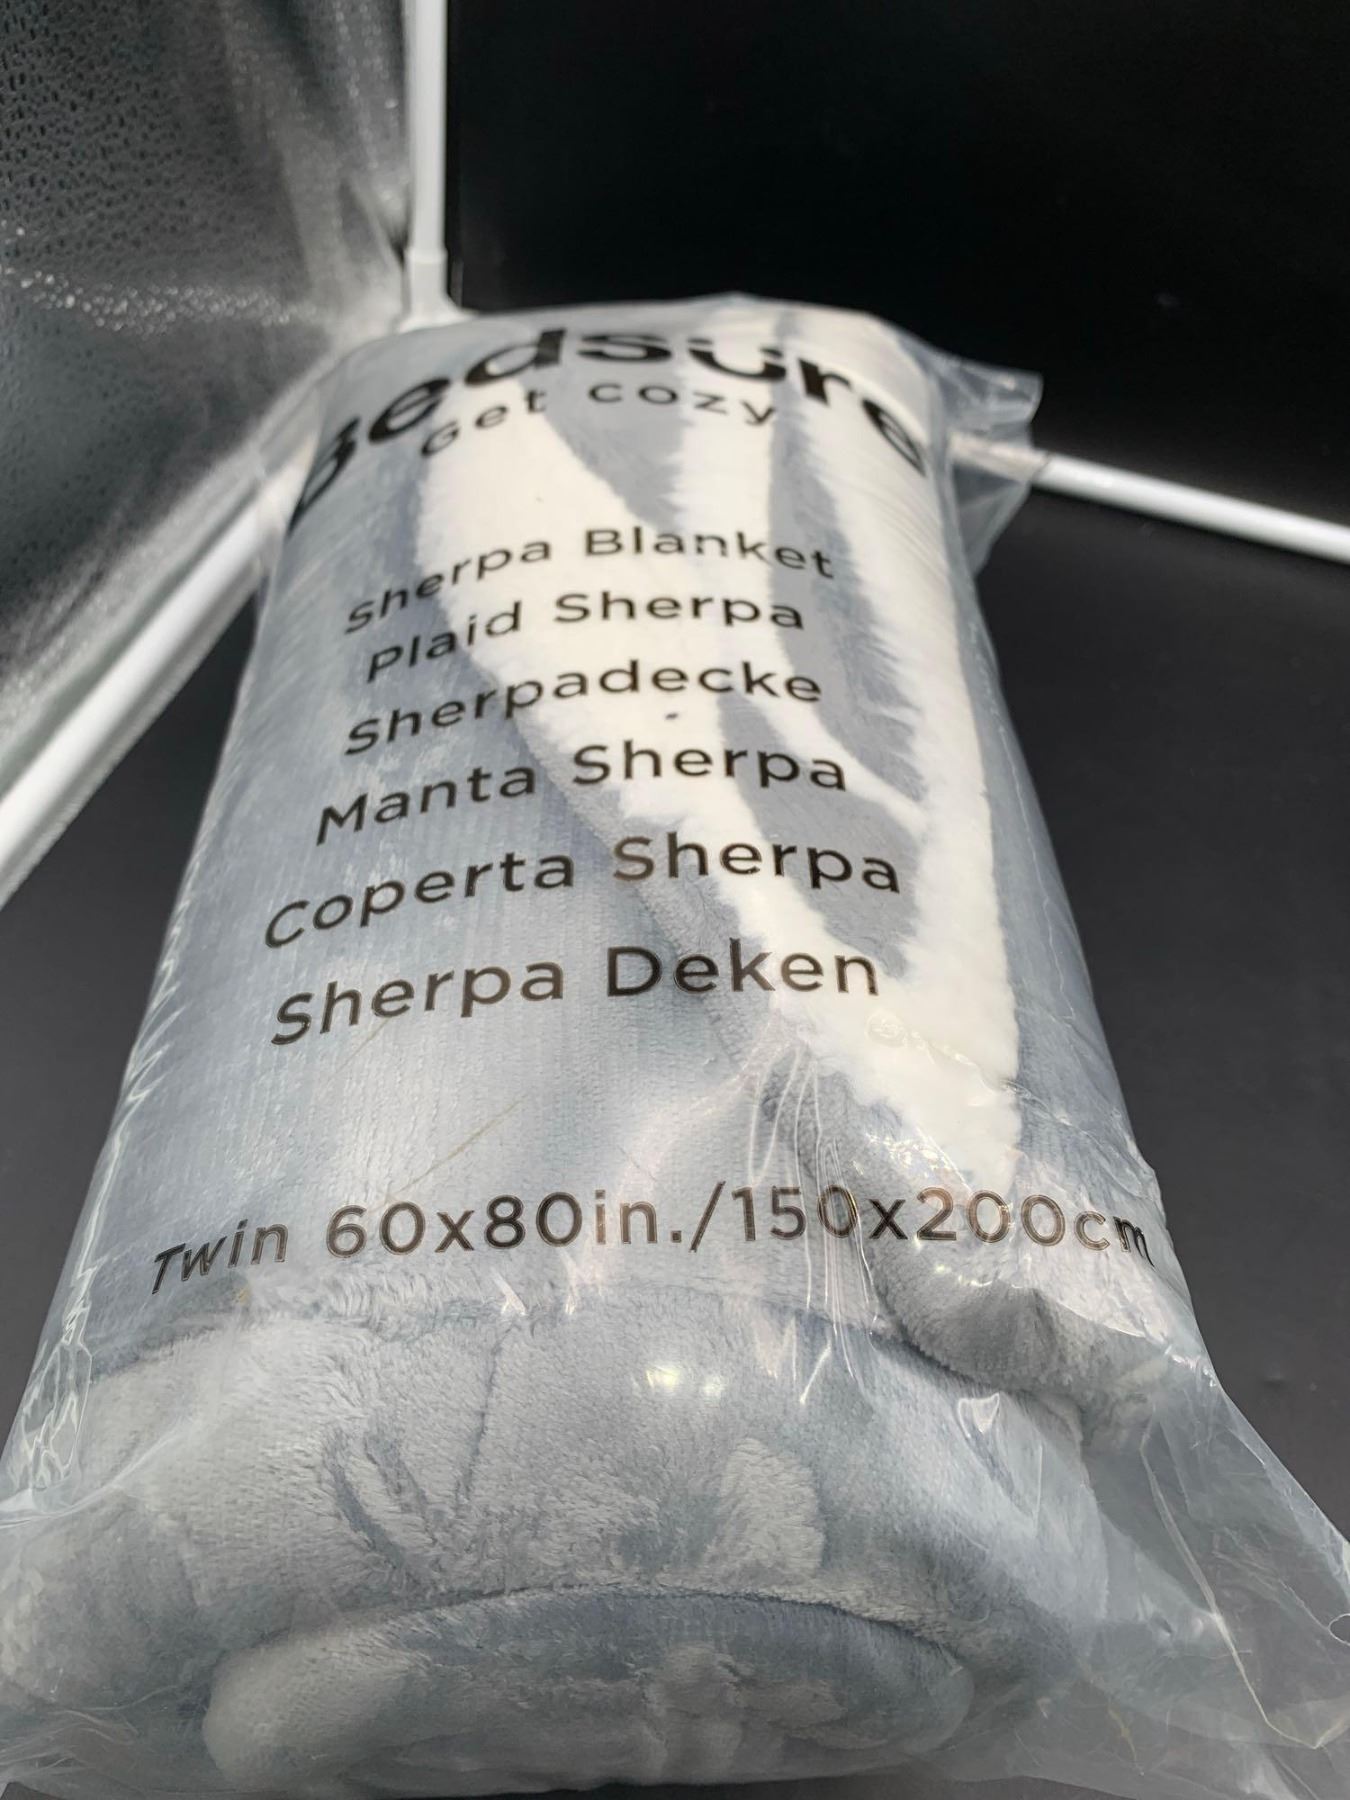 Bedsure
Get cozy
Sherpa Blanket
Plaid Sherpa
Sherpadecke
Manta Sherpa
Coperta Sherpa
Sherpa Deken
Twin 60x80in./150x200cm